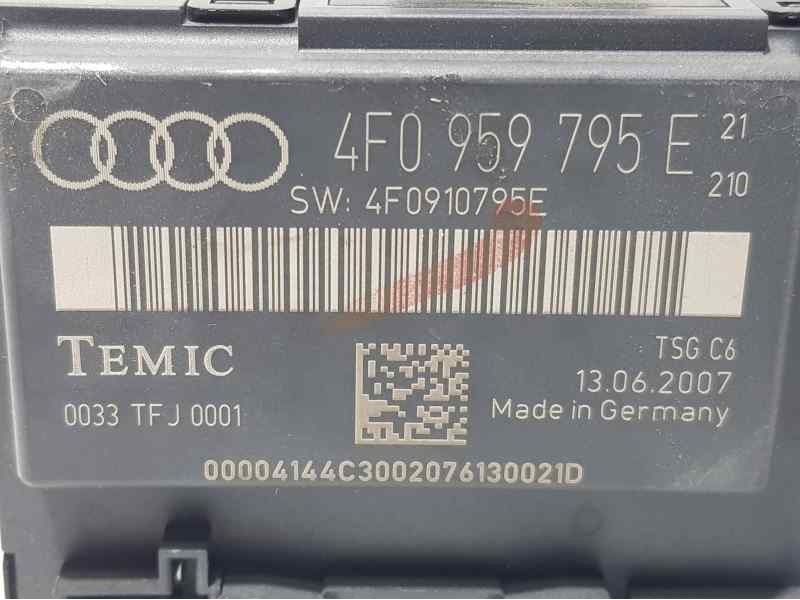 4F0 959 795 E 21
210
SW: 4F0910795E
TEMIC
TSG C6
13.06.2007
0033 TFJ 0001
Made in Germany
00004144C3002076130021D